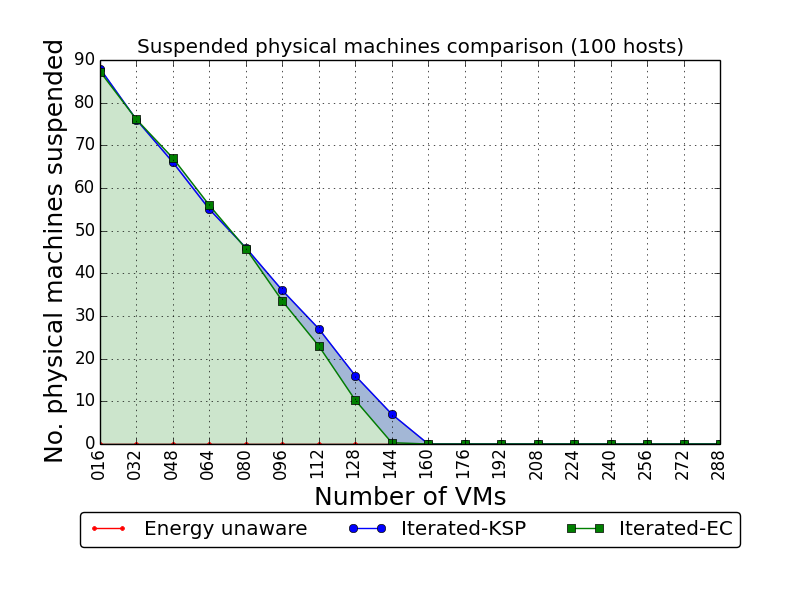 Suspended physical machines comparison (100 hosts)
No. physical machines suspended
90
80
70
60
50
40
30
20
10
0
016 032 048 064 080 096 112 128 144 160 176 192 208 224 240 256 272 288
Number of VMs
Energy unaware Iterated-KSP Iterated-EC